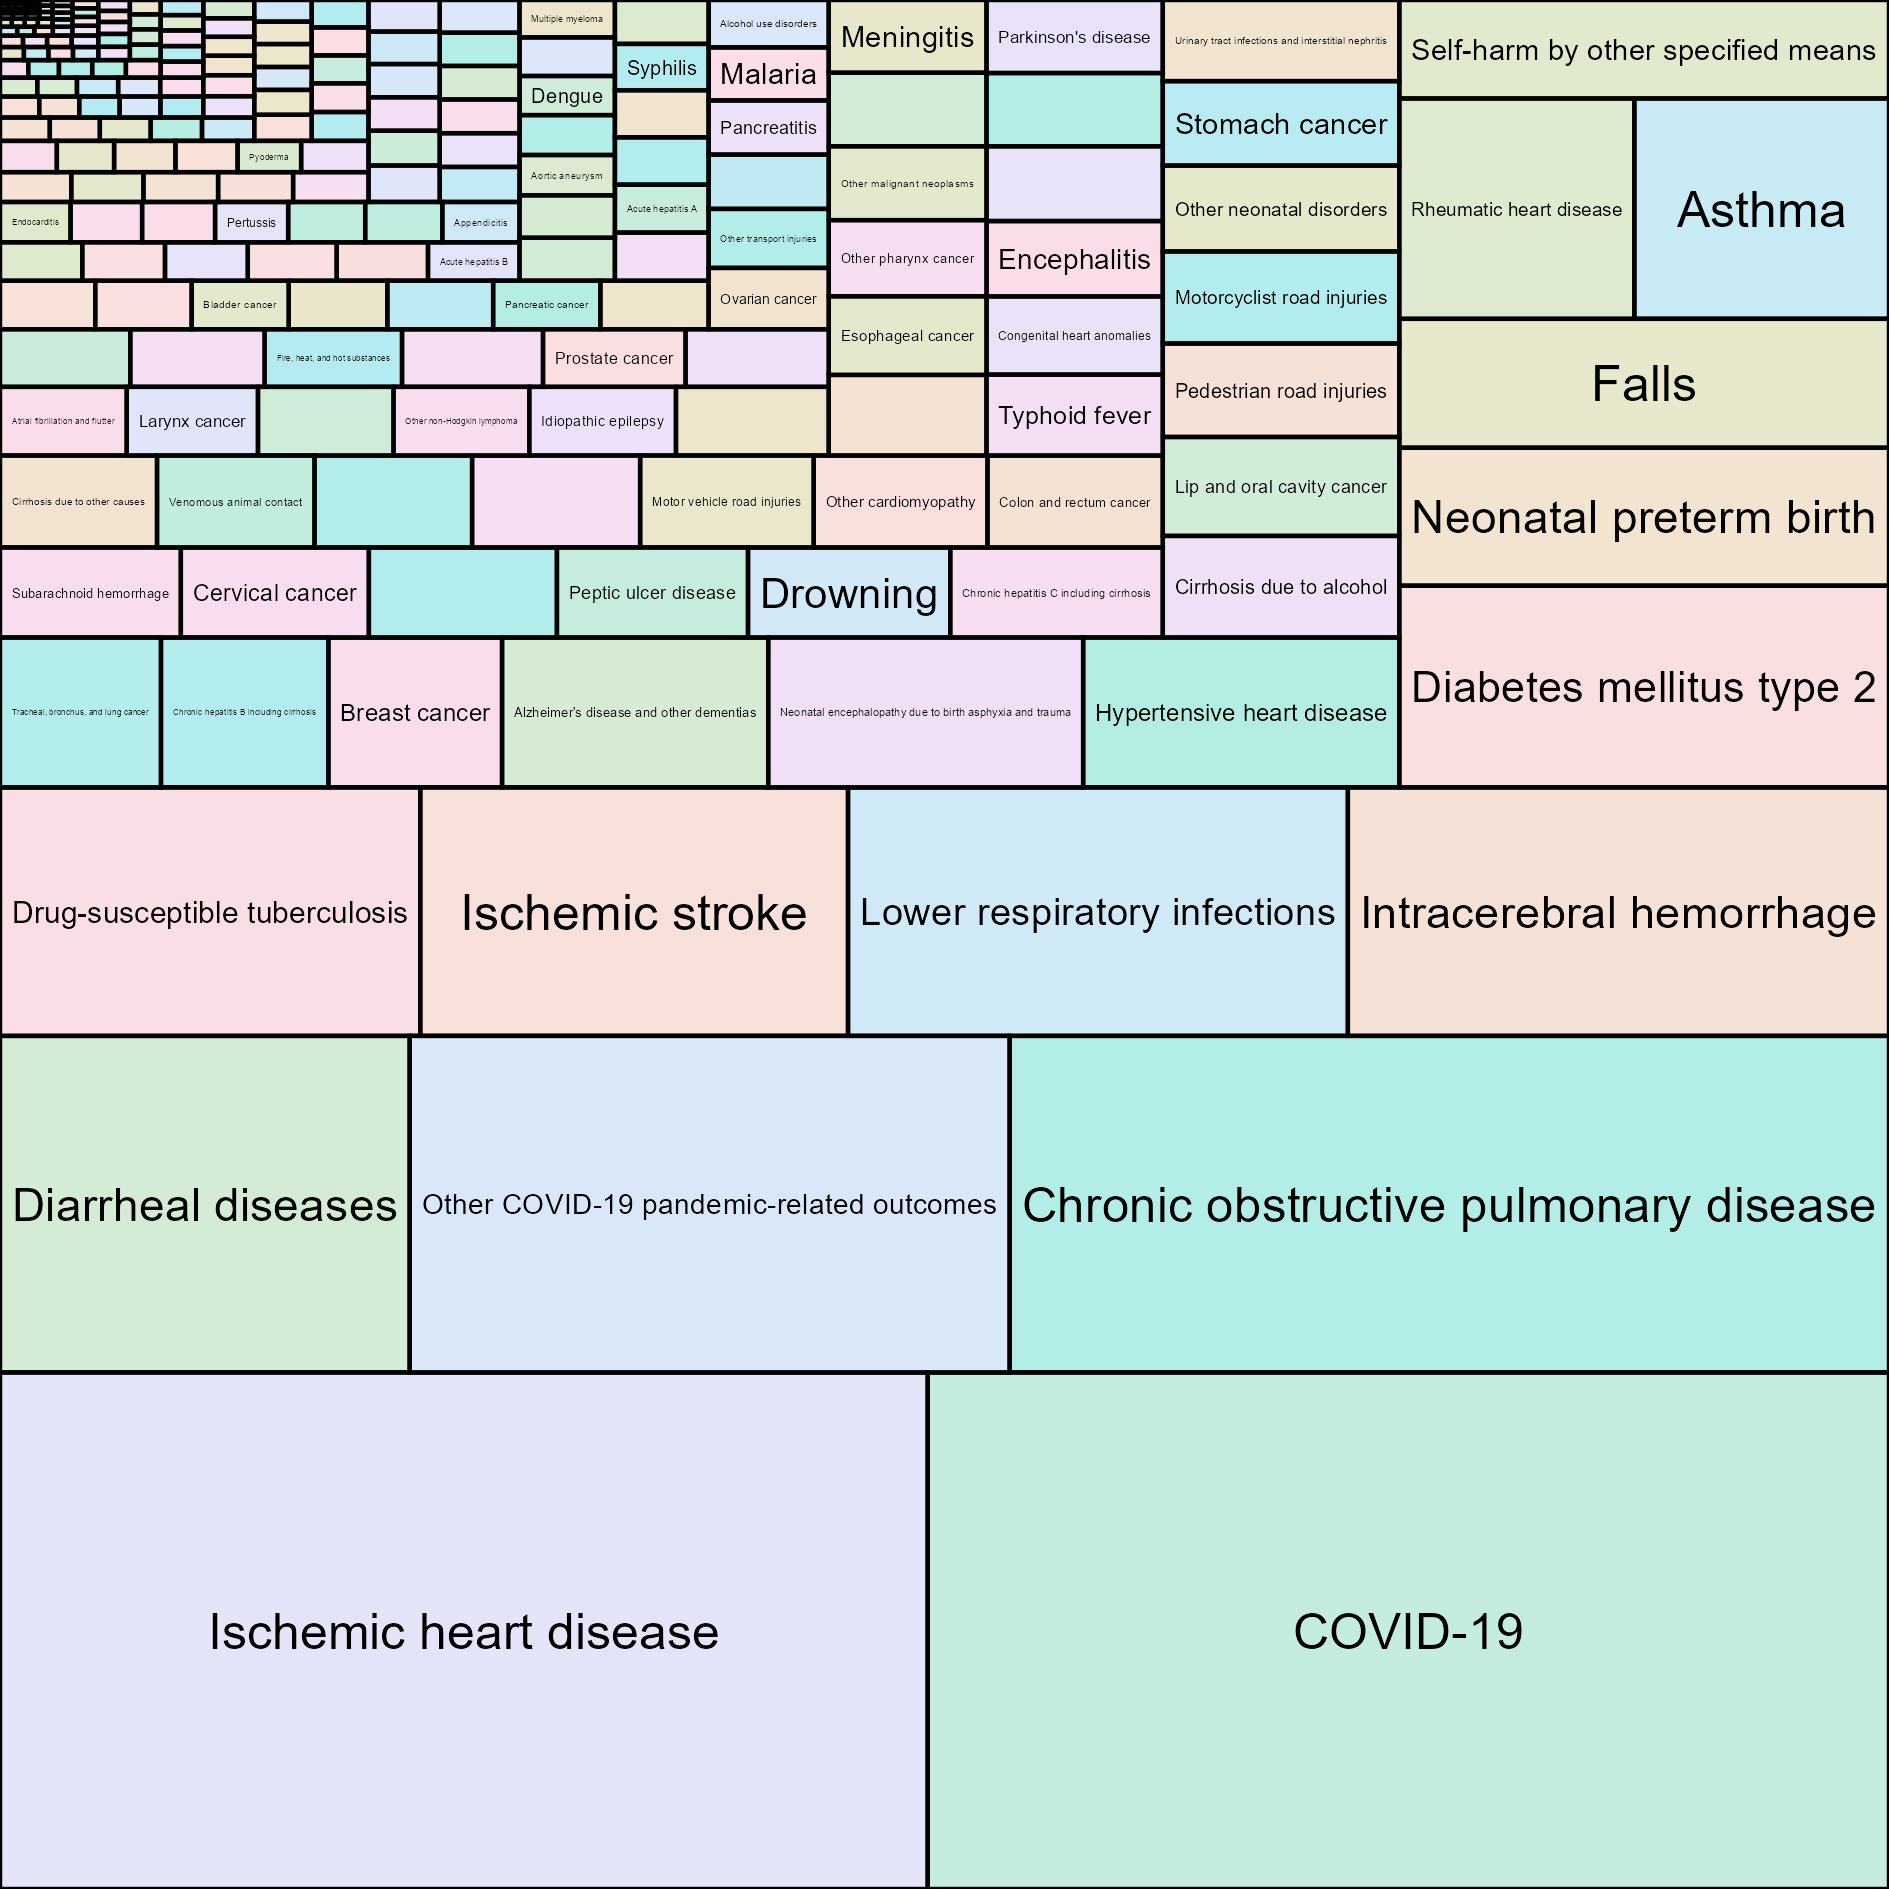 Multiple myeloma
Alcohol use disorders
Meningitis
Parkinson's disease
Urinary tract infections and interstitial nephritis
Self-harm by other specified means
Syphilis
Malaria
Dengue
Pancreatitis
Stomach cancer
Rheumatic heart disease
Asthma
Pyoderma
Aortic aneurysm
Other malignant neoplasms
Other neonatal disorders
Endocarditis
Pertussis
Appendicitis
Acute hepatitis A
Other transport injuries
Other pharynx cancer
Encephalitis
Acute hepatitis B
Motorcyclist road injuries
Bladder cancer
Pancreatic cancer
Ovarian cancer
Esophageal cancer
Congenital heart anomalies
Falls
Fire, heat, and hot substances
Prostate cancer
Pedestrian road injuries
Atrial fibrillation and flutter
Larynx cancer
Other non-Hodgkin lymphoma
Idiopathic epilepsy
Typhoid fever
Cirrhosis due to other causes
Venomous animal contact
Motor vehicle road injuries
Other cardiomyopathy
Colon and rectum cancer
Lip and oral cavity cancer
Neonatal preterm birth
Subarachnoid hemorrhage
Cervical cancer
Peptic ulcer disease
Drowning
Chronic hepatitis C including cirrhosis
Cirrhosis due to alcohol
Tracheal, bronchus, and lung cancer
Chronic hepatitis B including cirrhosis
Breast cancer
Alzheimer's disease and other dementias
Neonatal encephalopathy due to birth asphyxia and trauma
Hypertensive heart disease
Diabetes mellitus type 2
Drug-susceptible tuberculosis
Ischemic stroke
Lower respiratory infections
Intracerebral hemorrhage
Diarrheal diseases
Other COVID-19 pandemic-related outcomes
Chronic obstructive pulmonary disease
Ischemic heart disease
COVID-19